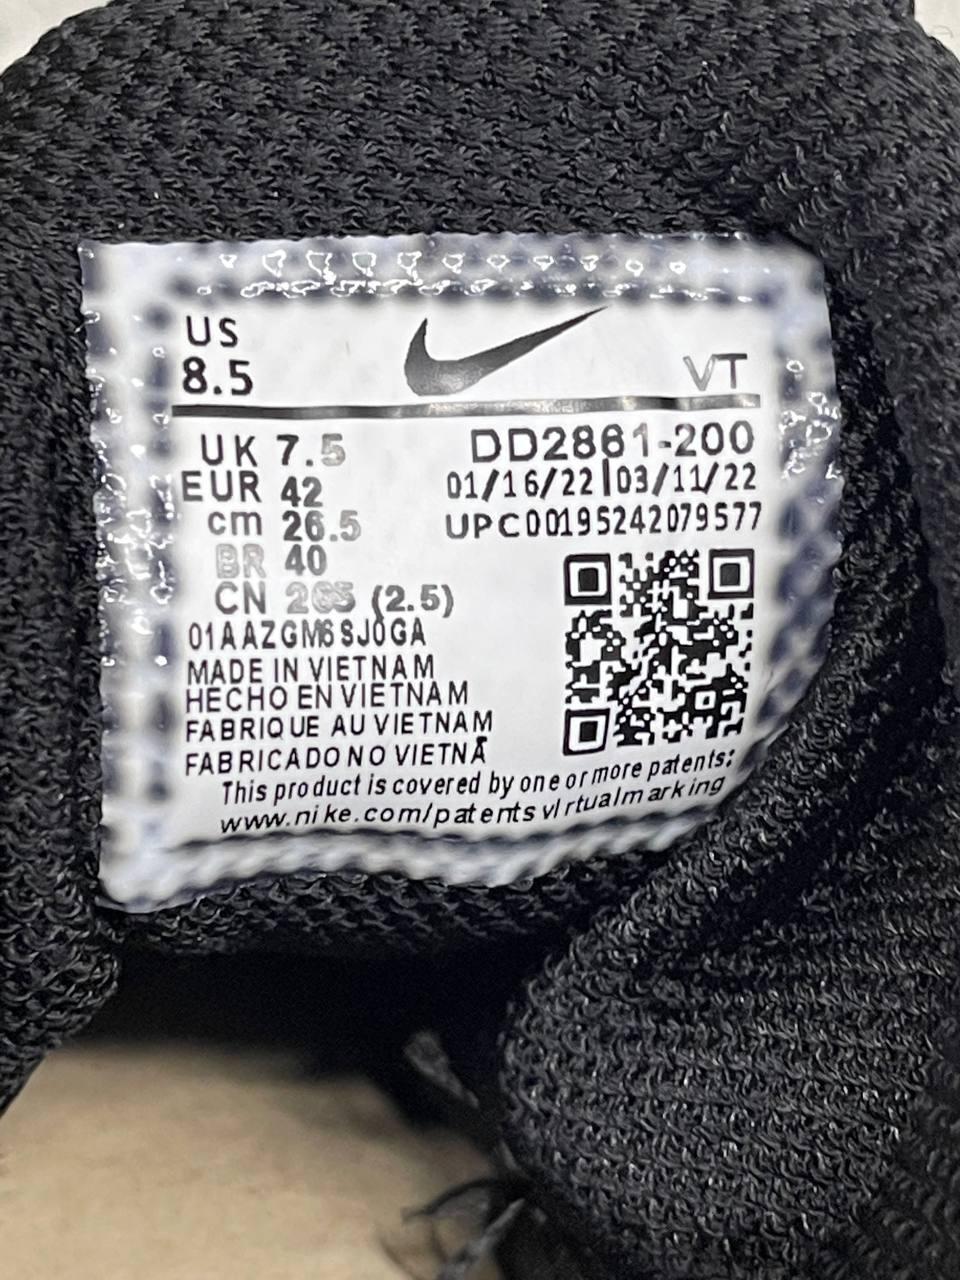 US
8.5
VT
UK 7.5
EUR 42
cm 26.5
BR 40
CN 265 (2.5)
DD2861-200
01/16/22|03/11/22
UPC00195242079577
01AAZGM6SJ0GA
MADE IN VIETNAM
HECHO EN VIETNAM
FABRIQUE AU VIETNAM
FABRICADO NO VIETNÃ
This product is covered by one or more patents:
www.nike.com/patents virtualmarking